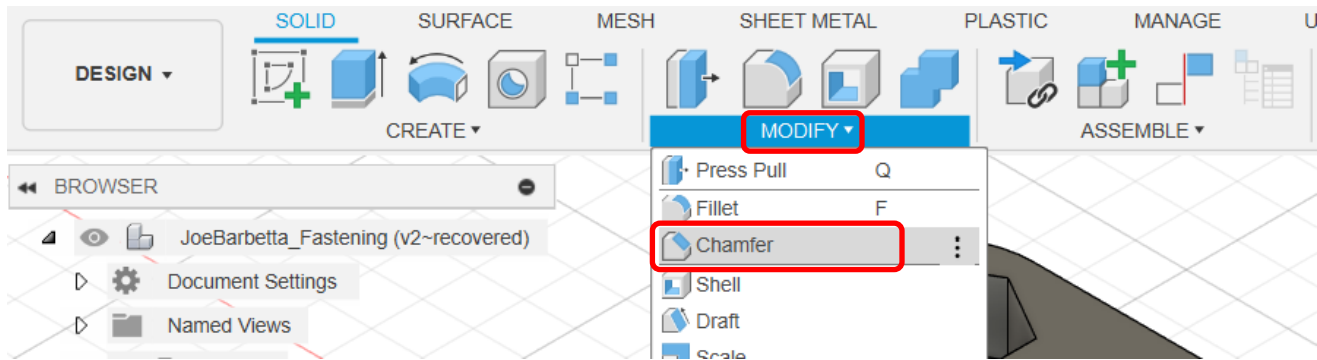 SOLID SURFACE MESH SHEET METAL PLASTIC MANAGE U
DESIGN
CREATE MODIFY ASSEMBLE
BROWSER
Press Pull Q
JoeBarbetta_Fastening (v2~recovered)
Fillet F
Chamfer
Document Settings
Shell
Named Views
Draft
Scale